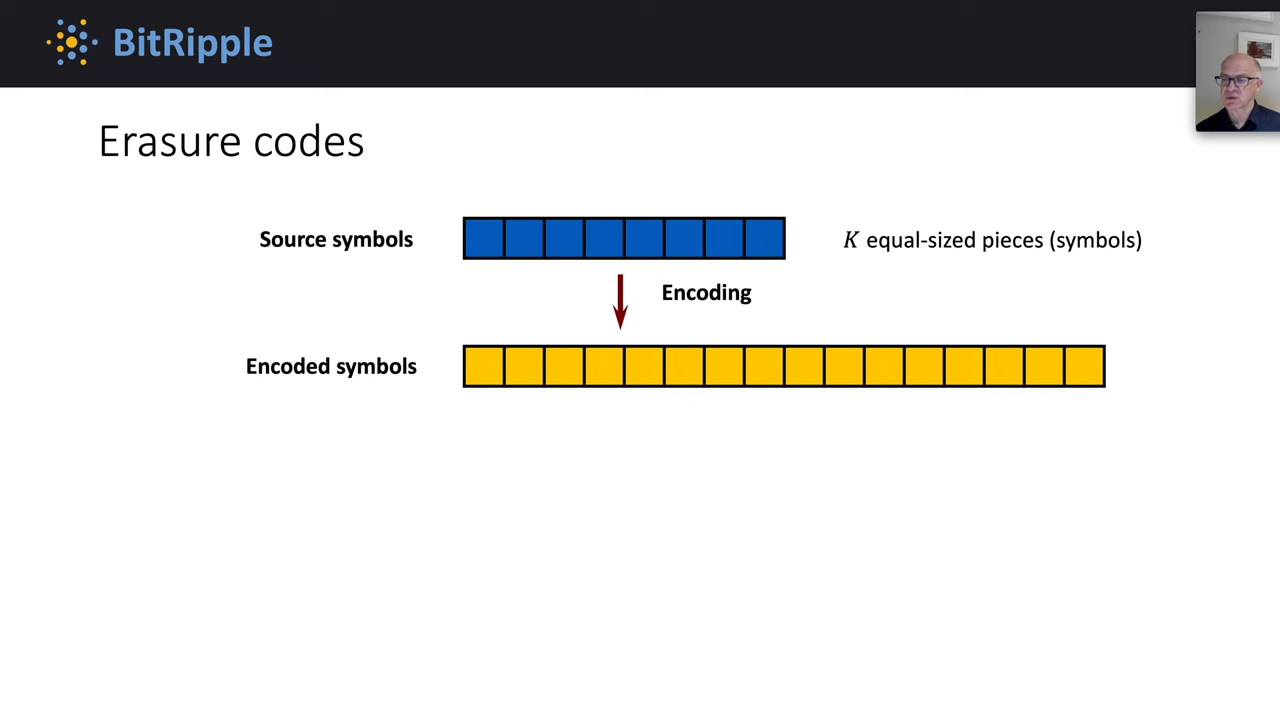 BitRipple
Erasure codes
Source symbols
K equal-sized pieces (symbols)
Encoding
Encoded symbols